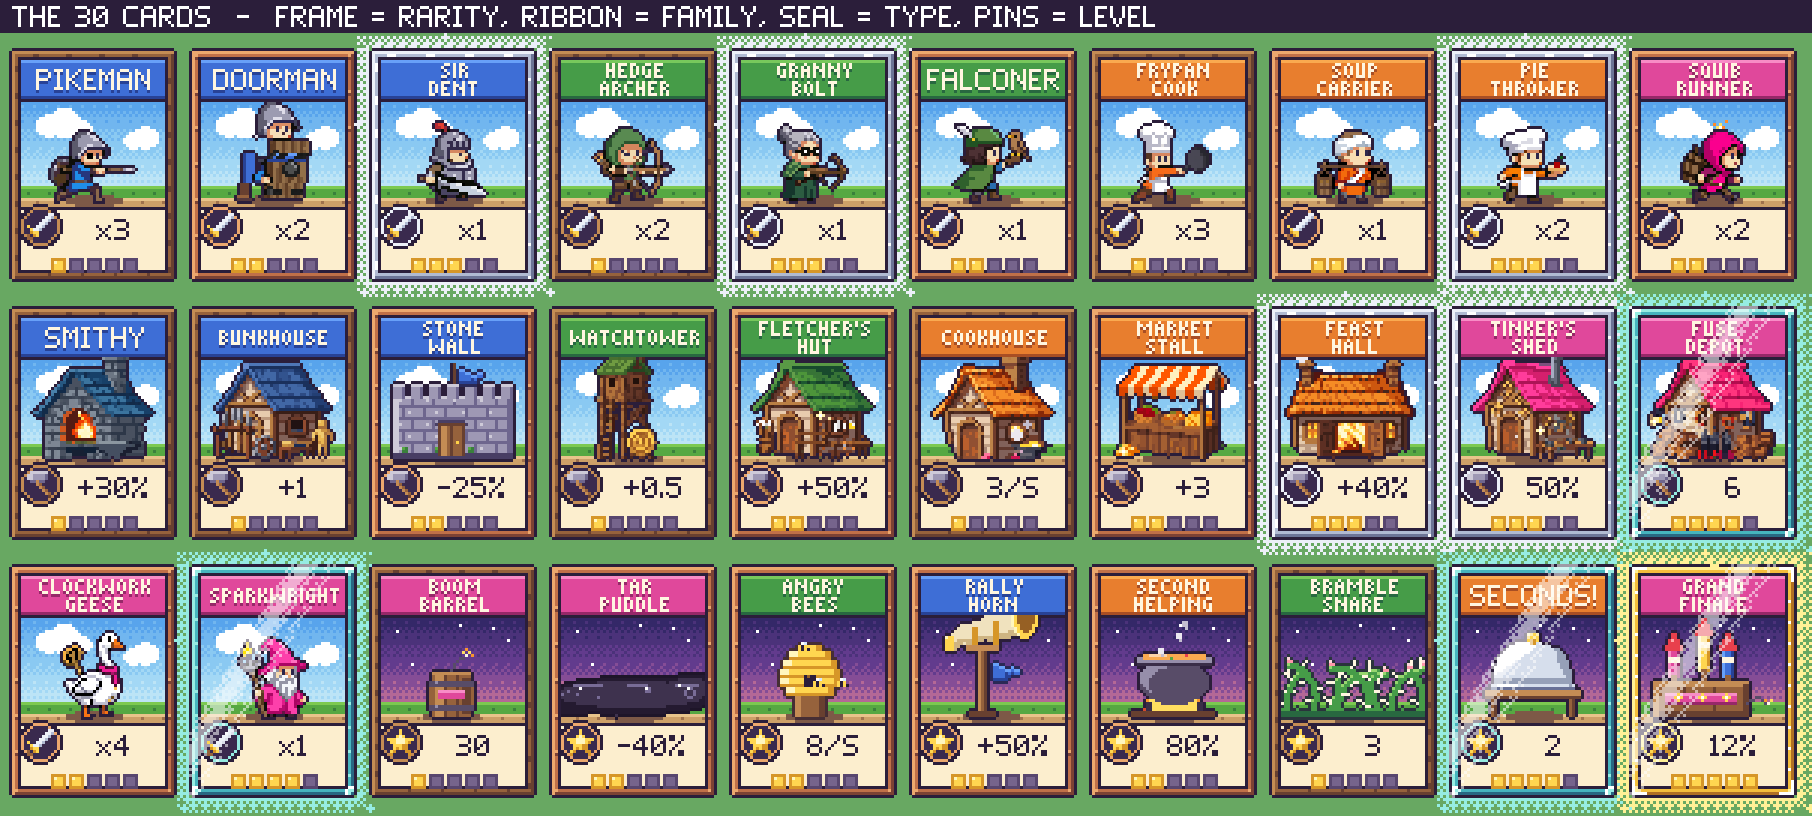 THE 30 CARDS - FRAME = RARITY, RIBBON = FAMILY, SEAL = TYPE, PINS = LEVEL
PIKEMAN
x3
DOORMAN
x2
SIR
DENT
x1
HEDGE
ARCHER
x2
GRANNY
BOLT
x1
FALCONER
x1
FRYPAN
COOK
x3
SOUP
CARRIER
x1
PIE
THROWER
x2
SQUIB
RUNNER
x2
SMITHY
+30%
BUNKHOUSE
+1
STONE
WALL
-25%
WATCHTOWER
+0.5
FLETCHER'S
HUT
+50%
COOKHOUSE
3/S
MARKET
STALL
+3
FEAST
HALL
+40%
TINKER'S
SHED
50%
FUSE
DEPOT
6
CLOCKWORK
GEESE
x4
SPARKWRIGHT
x1
BOOM
BARREL
30
TAR
PUDDLE
-40%
ANGRY
BEES
8/S
RALLY
HORN
+50%
SECOND
HELPING
80%
BRAMBLE
SNARE
3
SECONDS!
2
GRAND
FINALE
12%